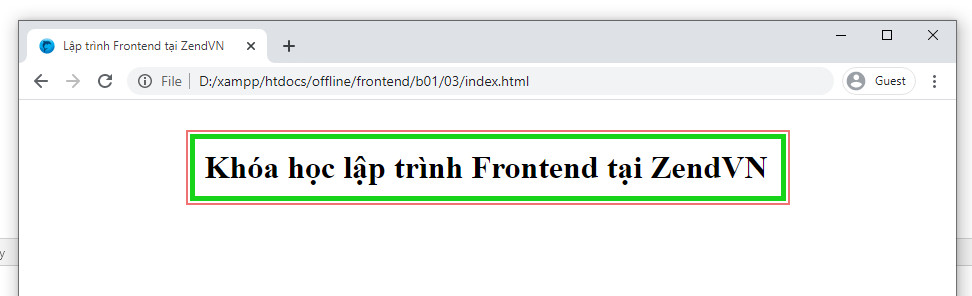 Lập trình Frontend tại ZendVN
File
D:/xampp/htdocs/offline/frontend/b01/03/index.html
Guest
Khóa học lập trình Frontend tại ZendVN
y